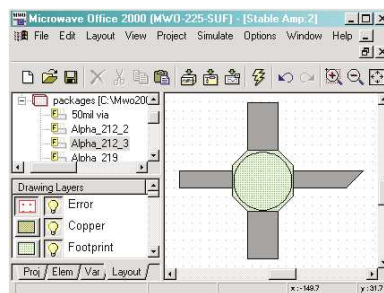 Microwave Office 2000 (MWO-225-SUF) - [Stable Amp:2]
File Edit Layout View Project Simulate Options Window Help
packages [C:\Mwo20(
50mil via
Alpha_212_2
Alpha_212_3
Alpha 219
Drawing Layers
Error
Copper
Footprint
Proj Elem Var Layout
x:-149.7 y:31.7